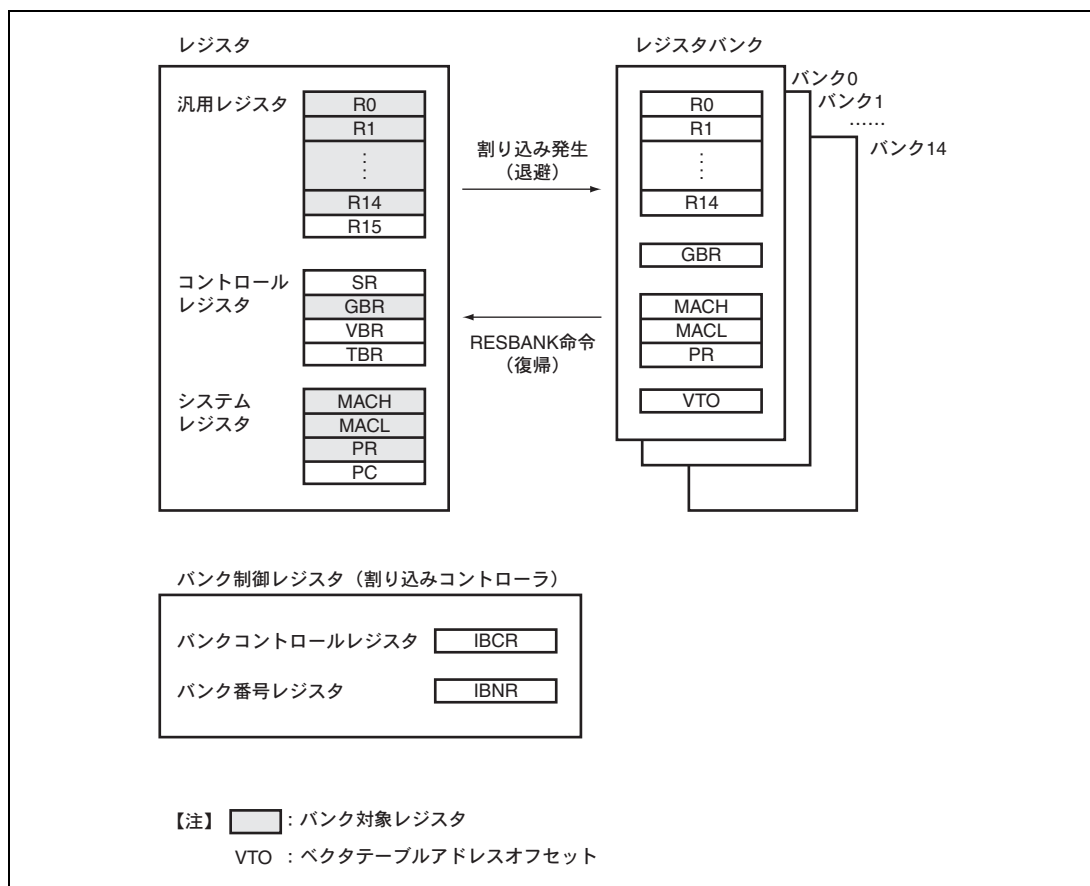 レジスタ
汎用レジスタ
R0
R1
⋮
R14
R15
コントロール
レジスタ
SR
GBR
VBR
TBR
システム
レジスタ
MACH
MACL
PR
PC
割り込み発生
（退避）
RESBANK命令
（復帰）
レジスタバンク
バンク0
バンク1
……
バンク14
R0
R1
⋮
R14
GBR
MACH
MACL
PR
VTO
バンク制御レジスタ（割り込みコントローラ）
バンクコントロールレジスタ IBCR
バンク番号レジスタ IBNR
【注】 ：バンク対象レジスタ
VTO ：ベクタテーブルアドレスオフセット